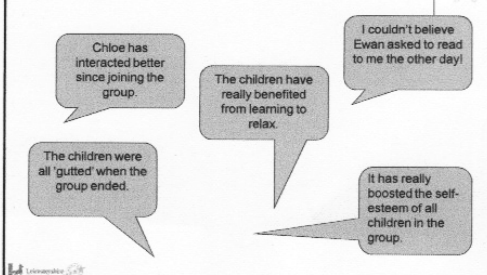 Chloe has
interacted better
since joining the
group.
The children have
really benefited
from learning to
relax.
I couldn't believe
Ewan asked to read
to me the other day!
The children were
all 'gutted' when the
group ended.
It has really
boosted the self-
esteem of all
children in the
group.